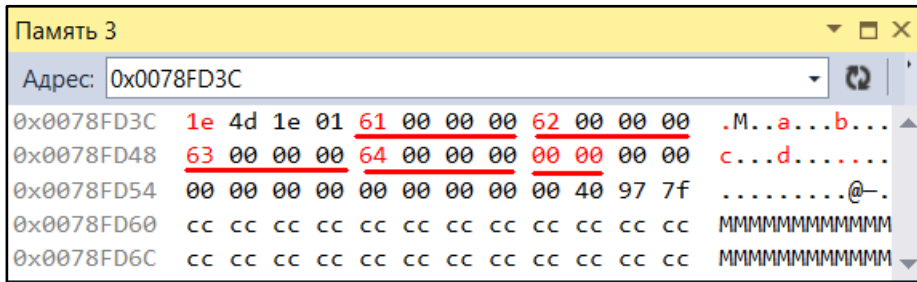 Память 3
Адрес: 0x0078FD3C
0x0078FD3C 1e 4d 1e 01 61 00 00 00 62 00 00 00 .M..a...b...
0x0078FD48 63 00 00 00 64 00 00 00 00 00 00 00 c...d.......
0x0078FD54 00 00 00 00 00 00 00 00 00 40 97 7f .........@—.
0x0078FD60 cc cc cc cc cc cc cc cc cc cc cc cc ММММММММММММ
0x0078FD6C cc cc cc cc cc cc cc cc cc cc cc cc ММММММММММММ